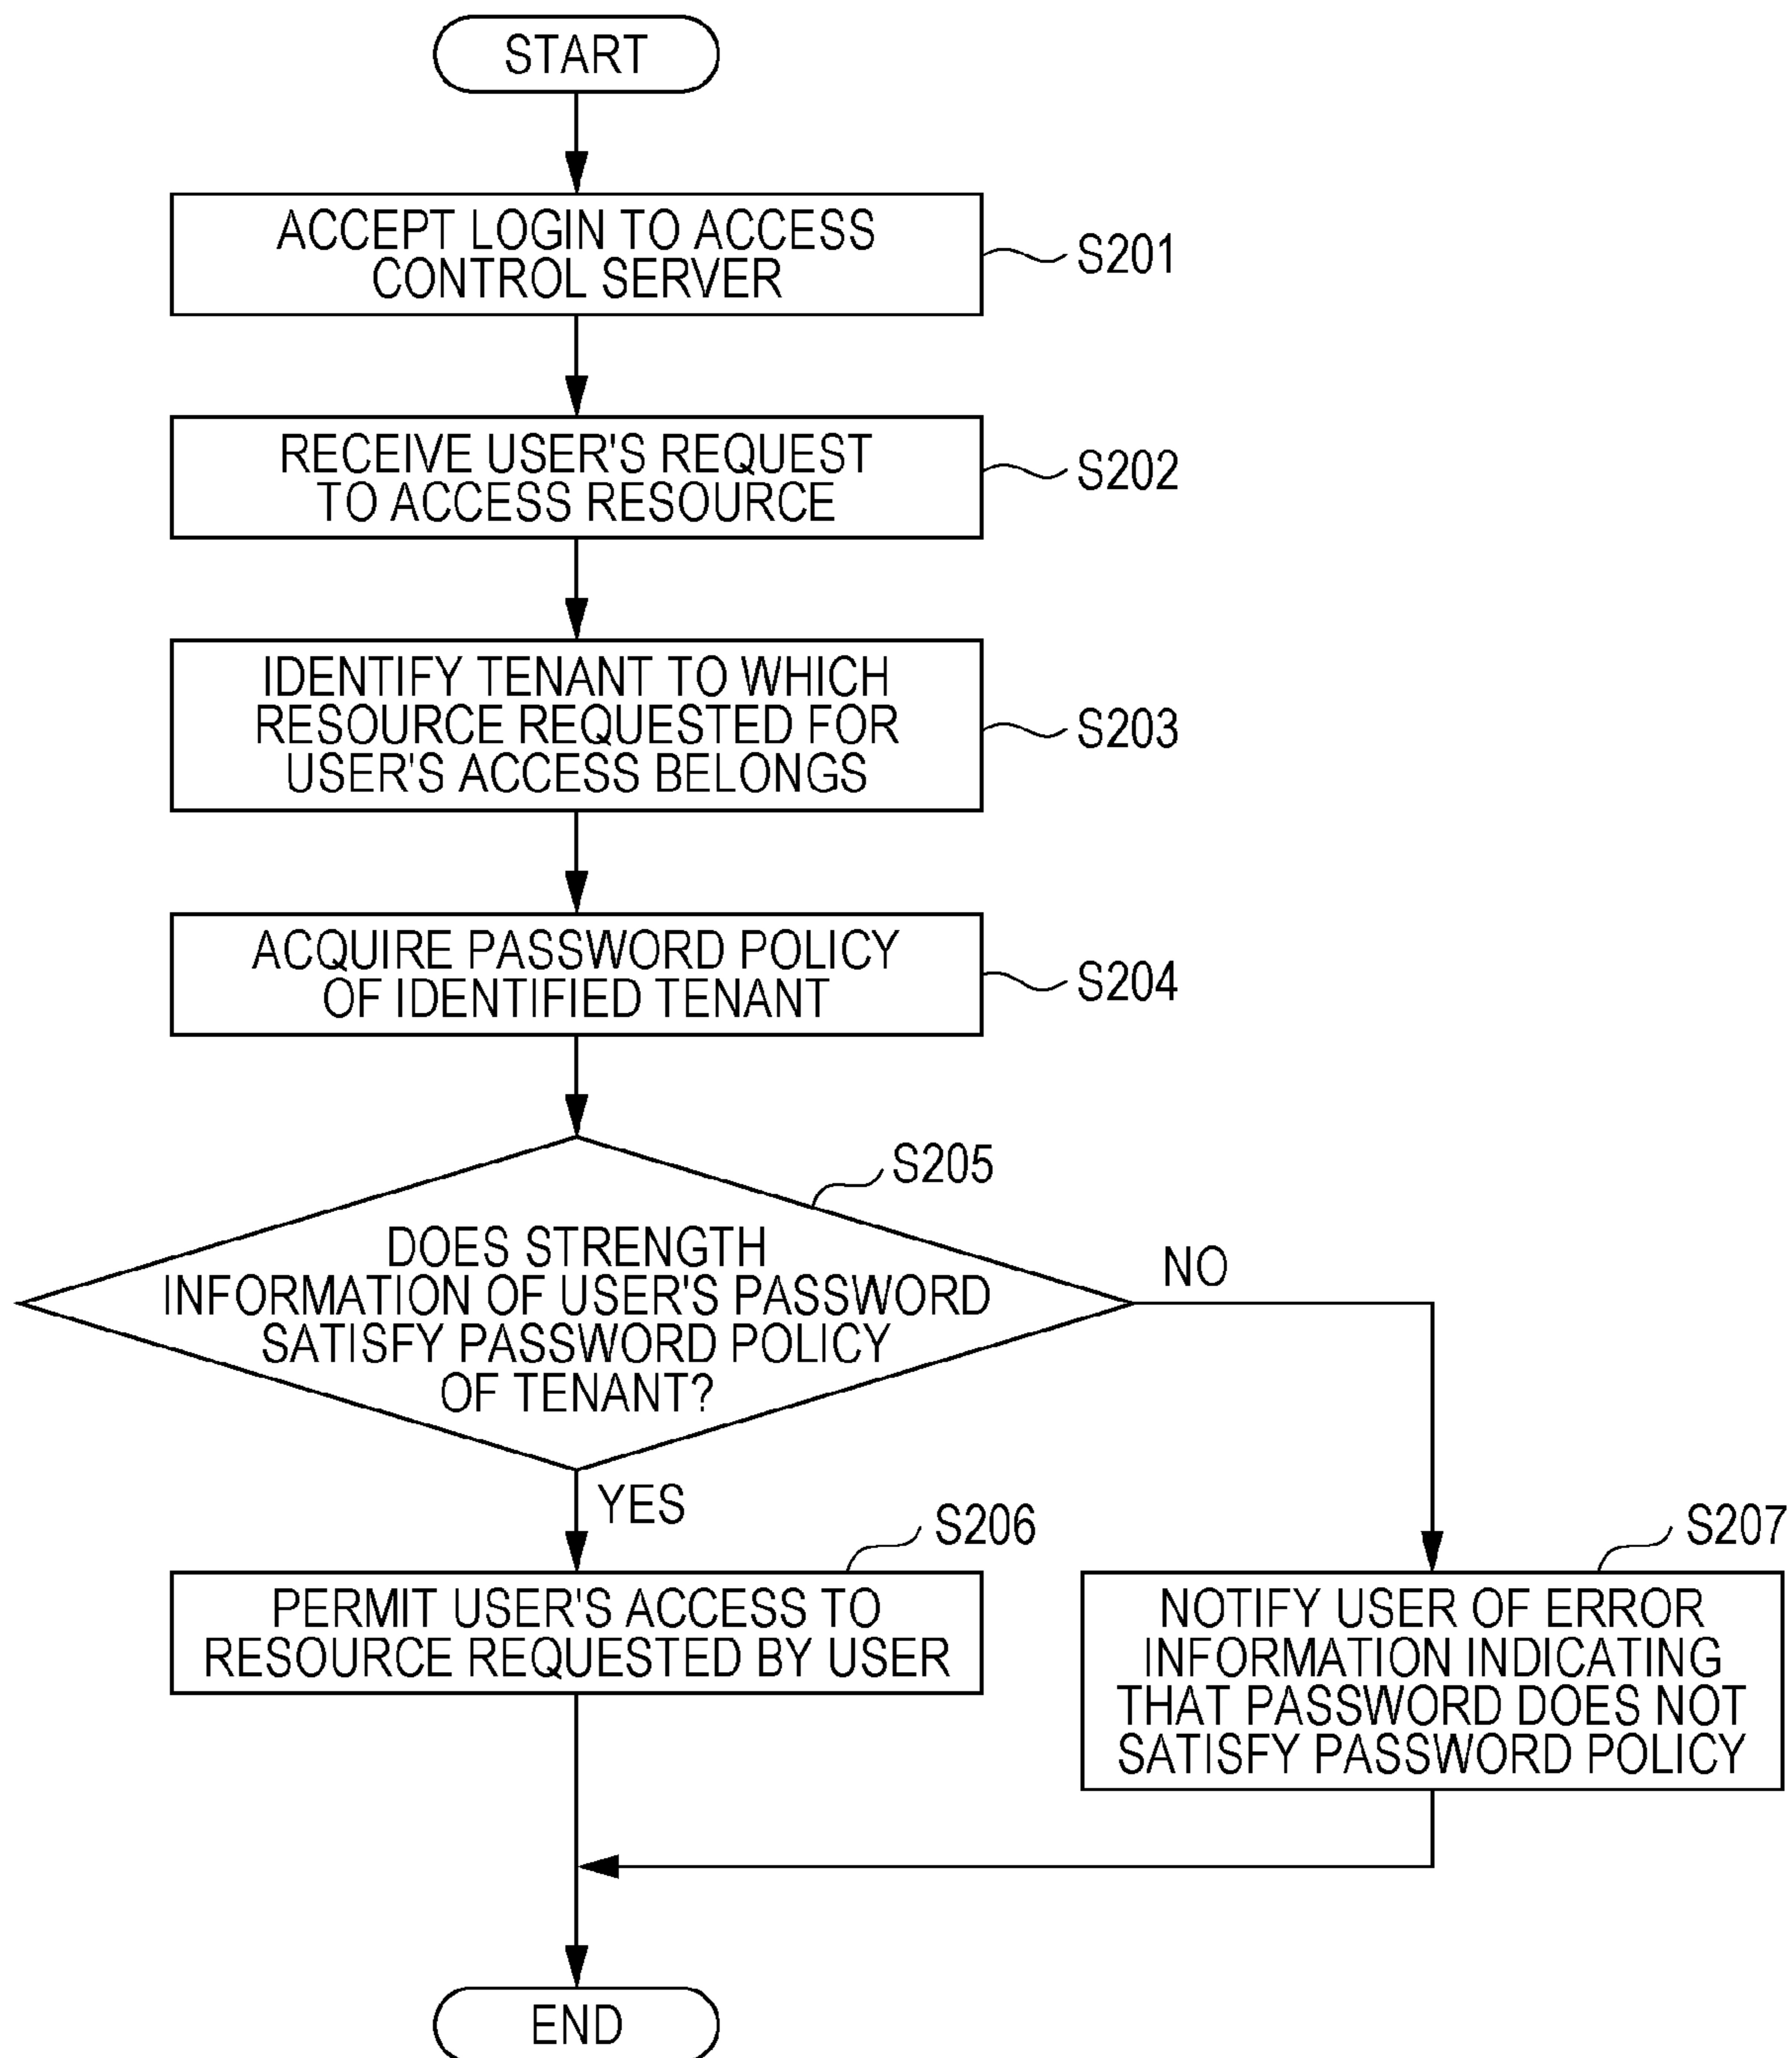 START
ACCEPT LOGIN TO ACCESS
CONTROL SERVER
S201
RECEIVE USER'S REQUEST
TO ACCESS RESOURCE
S202
IDENTIFY TENANT TO WHICH
RESOURCE REQUESTED FOR
USER'S ACCESS BELONGS
S203
ACQUIRE PASSWORD POLICY
OF IDENTIFIED TENANT
S204
S205
DOES STRENGTH
INFORMATION OF USER'S PASSWORD
SATISFY PASSWORD POLICY
OF TENANT?
NO
YES
S206
PERMIT USER'S ACCESS TO
RESOURCE REQUESTED BY USER
S207
NOTIFY USER OF ERROR
INFORMATION INDICATING
THAT PASSWORD DOES NOT
SATISFY PASSWORD POLICY
END